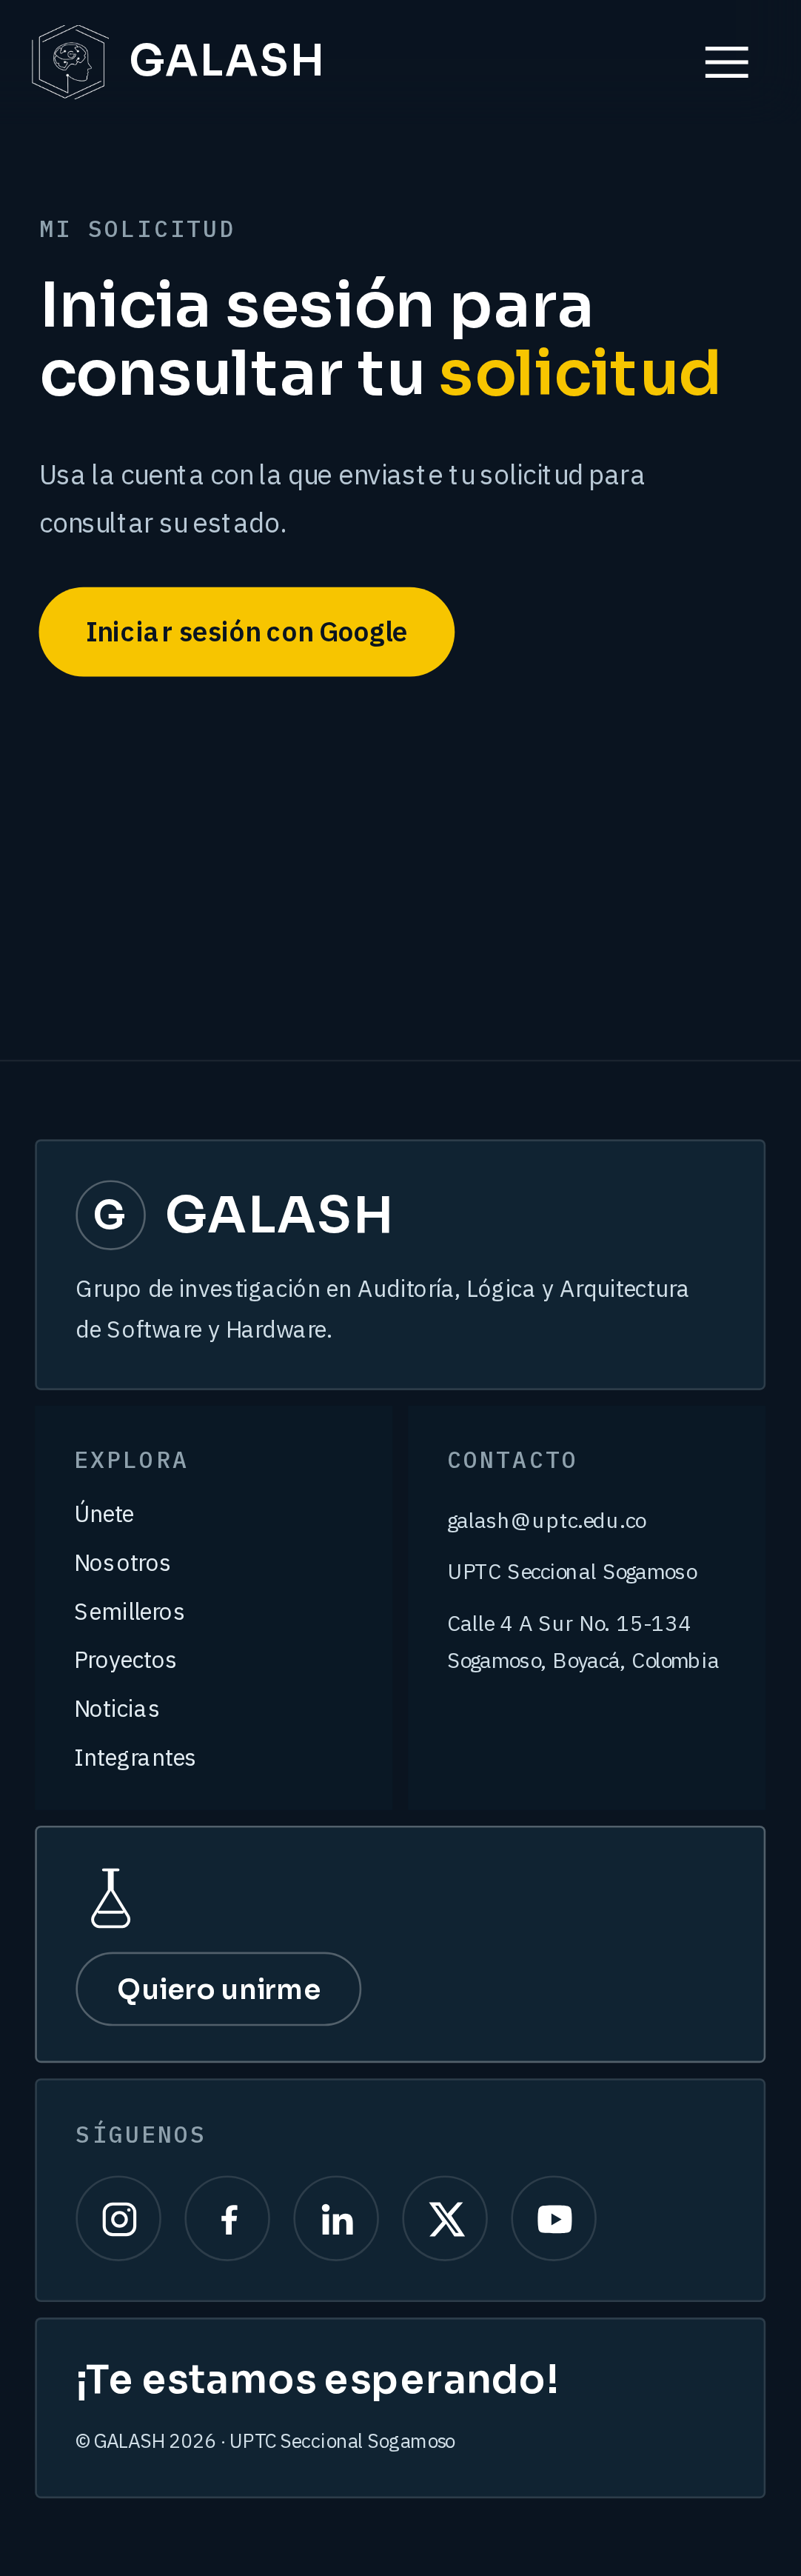 GALASH
MI SOLICITUD
Inicia sesión para
consultar tu solicitud
Usa la cuenta con la que enviaste tu solicitud para
consultar su estado.
Iniciar sesión con Google
G GALASH
Grupo de investigación en Auditoría, Lógica y Arquitectura
de Software y Hardware.
EXPLORA
Únete
Nosotros
Semilleros
Proyectos
Noticias
Integrantes
CONTACTO
galash@uptc.edu.co
UPTC Seccional Sogamoso
Calle 4 A Sur No. 15-134
Sogamoso, Boyacá, Colombia
Quiero unirme
SÍGUENOS
¡Te estamos esperando!
© GALASH 2026 · UPTC Seccional Sogamoso